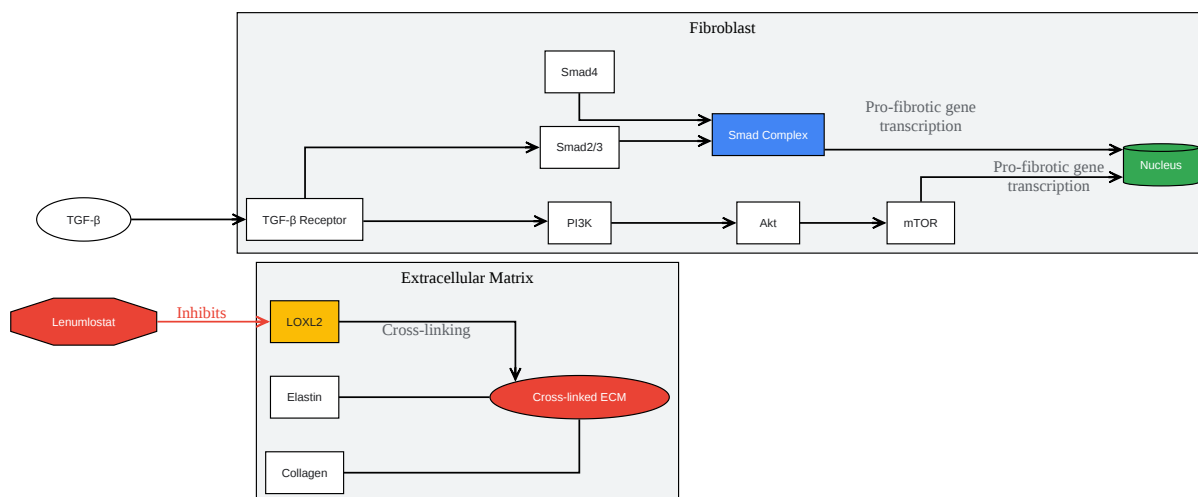 Fibroblast
Smad4
Pro-fibrotic gene
transcription
Smad Complex
Smad2/3
Nucleus
Pro-fibrotic gene
transcription
TGF-β
TGF-β Receptor
PI3K
Akt
mTOR
Extracellular Matrix
Lenumlostat
Inhibits
LOXL2
Cross-linking
Elastin
Cross-linked ECM
Collagen